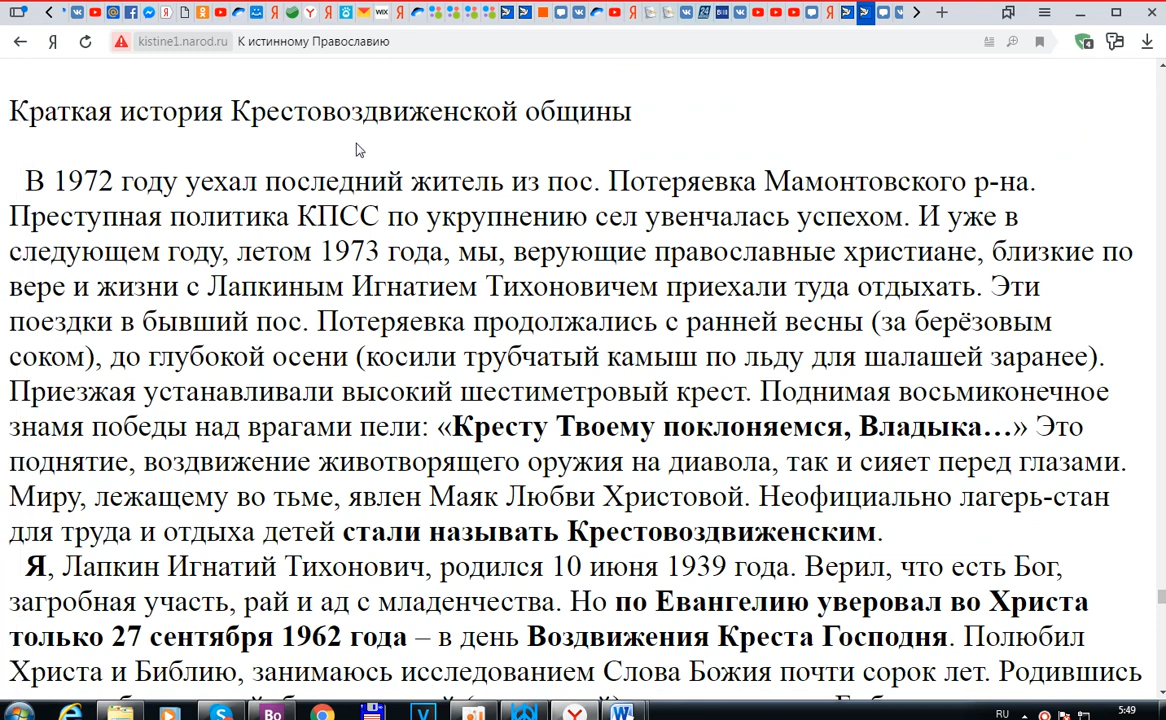 kistine1.narod.ru К истинному Православию
Краткая история Крестовоздвиженской общины
В 1972 году уехал последний житель из пос. Потеряевка Мамонтовского р-на.
Преступная политика КПСС по укрупнению сел увенчалась успехом. И уже в
следующем году, летом 1973 года, мы, верующие православные христиане, близкие по
вере и жизни с Лапкиным Игнатием Тихоновичем приехали туда отдыхать. Эти
поездки в бывший пос. Потеряевка продолжались с ранней весны (за берёзовым
соком), до глубокой осени (косили трубчатый камыш по льду для шалашей заранее).
Приезжая устанавливали высокий шестиметровый крест. Поднимая восьмиконечное
знамя победы над врагами пели: «Кресту Твоему поклоняемся, Владыка…» Это
поднятие, воздвижение животворящего оружия на диавола, так и сияет перед глазами.
Миру, лежащему во тьме, явлен Маяк Любви Христовой. Неофициально лагерь-стан
для труда и отдыха детей стали называть Крестовоздвиженским.
Я, Лапкин Игнатий Тихонович, родился 10 июня 1939 года. Верил, что есть Бог,
загробная участь, рай и ад с младенчества. Но по Евангелию уверовал во Христа
только 27 сентября 1962 года – в день Воздвижения Креста Господня. Полюбил
Христа и Библию, занимаюсь исследованием Слова Божия почти сорок лет. Родившись
RU 5:49